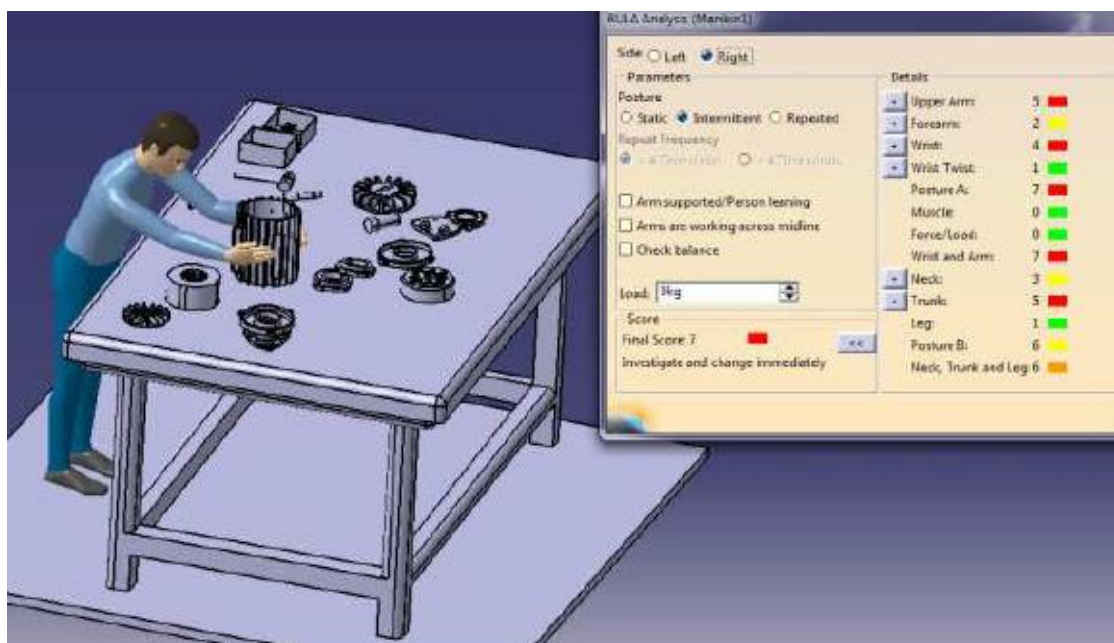 RULA Analysis (Manikin1)
Side: Left Right
Parameters
Posture
Static Intermittent Repeated
Repeat Frequency
Arm supported/Person leaning
Arms are working across midline
Check balance
Load: 3kg
Score
Final Score 7
<<
Investigate and change immediately
Details
Upper Arm: 5
Forearm: 2
Wrist: 4
Wrist Twist: 1
Posture A: 7
Muscle: 0
Force/Load: 0
Wrist and Arm: 7
Neck: 3
Trunk: 5
Leg: 1
Posture B: 6
Neck, Trunk and Leg: 6